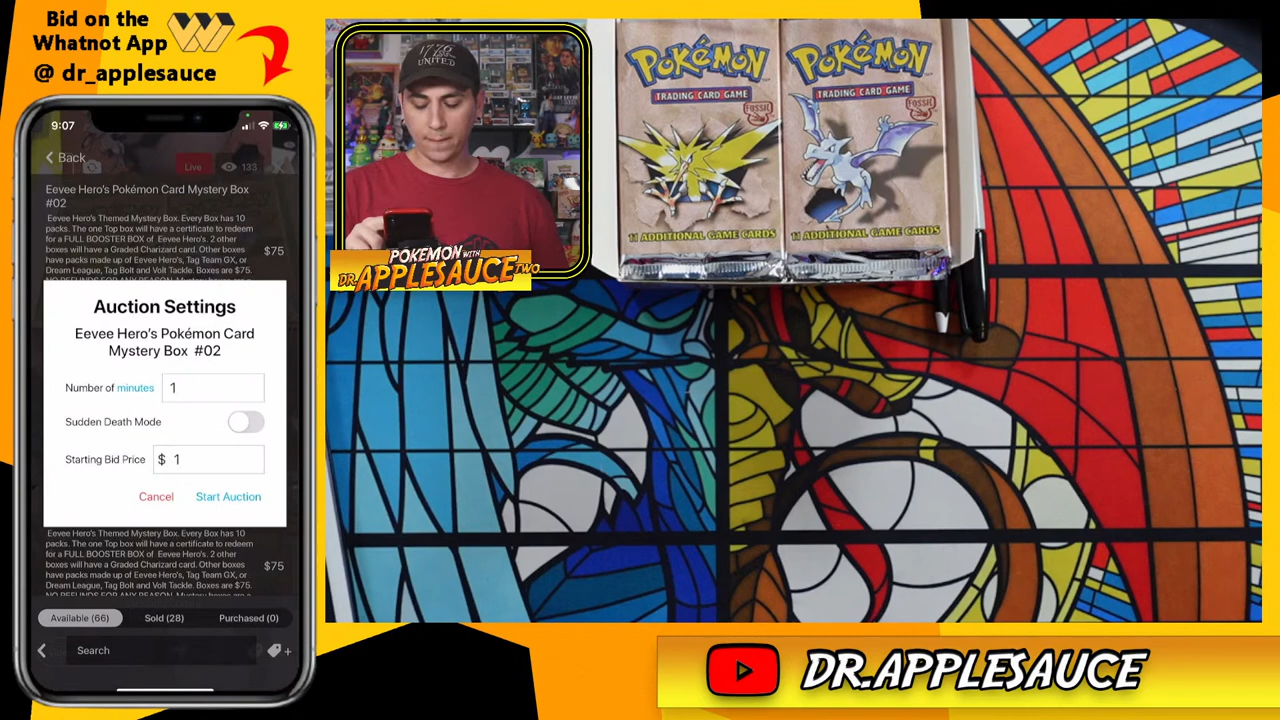 Bid on the
Whatnot App
@ dr_applesauce
9:07
Back
Live
133
Eevee Hero's Pokémon Card Mystery Box
#02
Eevee Hero's Themed Mystery Box. Every Box has 10
packs. The one Top box will have a certificate to redeem
for a FULL BOOSTER BOX of Eevee Hero's. 2 other
boxes will have a Graded Charizard card. Other boxes
have packs made up of Eevee Hero's, Tag Team GX, or
Dream League, Tag Bolt and Volt Tackle. Boxes are $75.
$75
Auction Settings
Eevee Hero's Pokémon Card
Mystery Box #02
Number of minutes 1
Sudden Death Mode
Starting Bid Price $ 1
Cancel Start Auction
Eevee Hero's Themed Mystery Box. Every Box has 10
packs. The one Top box will have a certificate to redeem
for a FULL BOOSTER BOX of Eevee Hero's. 2 other
boxes will have a Graded Charizard card. Other boxes
have packs made up of Eevee Hero's, Tag Team GX, or
Dream League, Tag Bolt and Volt Tackle. Boxes are $75.
$75
Available (66) Sold (28) Purchased (0)
Search
1776
UNITED
POKEMON WITH
DR. APPLESAUCE TWO
POKéMON
TRADING CARD GAME
FOSSIL
11 ADDITIONAL GAME CARDS
POKéMON
TRADING CARD GAME
FOSSIL
11 ADDITIONAL GAME CARDS
DR.APPLESAUCE